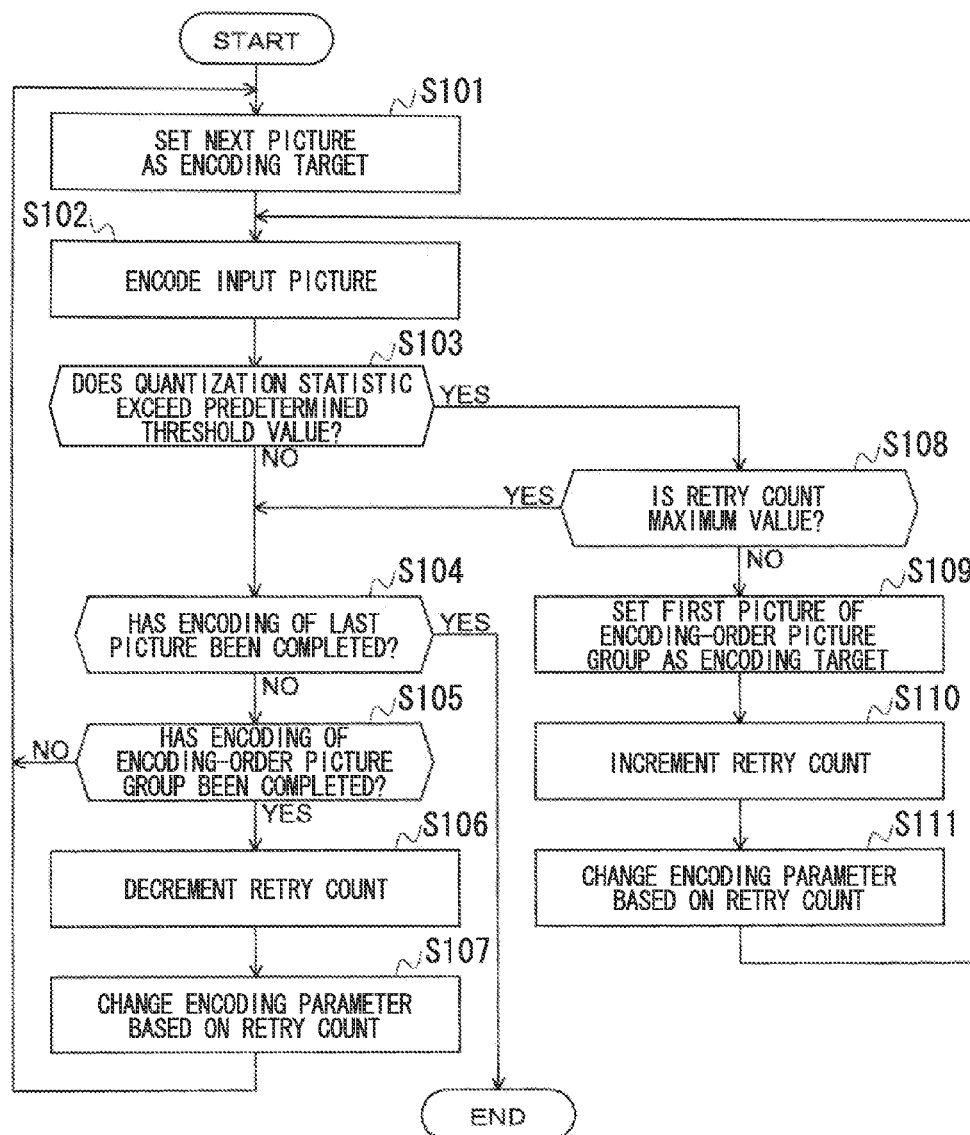 START
S101
SET NEXT PICTURE
AS ENCODING TARGET
S102
ENCODE INPUT PICTURE
S103
DOES QUANTIZATION STATISTIC
EXCEED PREDETERMINED
THRESHOLD VALUE?
YES
NO
S108
IS RETRY COUNT
MAXIMUM VALUE?
YES
NO
S104
HAS ENCODING OF LAST
PICTURE BEEN COMPLETED?
YES
NO
S109
SET FIRST PICTURE OF
ENCODING-ORDER PICTURE
GROUP AS ENCODING TARGET
S105
HAS ENCODING OF
ENCODING-ORDER PICTURE
GROUP BEEN COMPLETED?
NO
YES
S110
INCREMENT RETRY COUNT
S106
DECREMENT RETRY COUNT
S111
CHANGE ENCODING PARAMETER
BASED ON RETRY COUNT
S107
CHANGE ENCODING PARAMETER
BASED ON RETRY COUNT
END